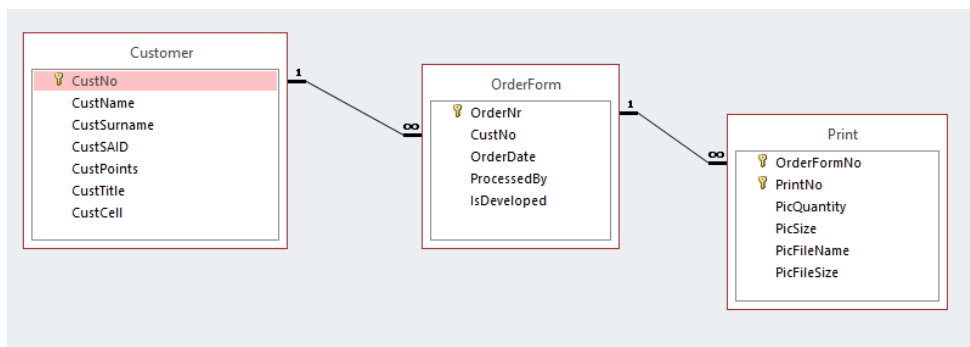 Customer
CustNo
CustName
CustSurname
CustSAID
CustPoints
CustTitle
CustCell
1
∞
OrderForm
OrderNr
CustNo
OrderDate
ProcessedBy
IsDeveloped
1
∞
Print
OrderFormNo
PrintNo
PicQuantity
PicSize
PicFileName
PicFileSize